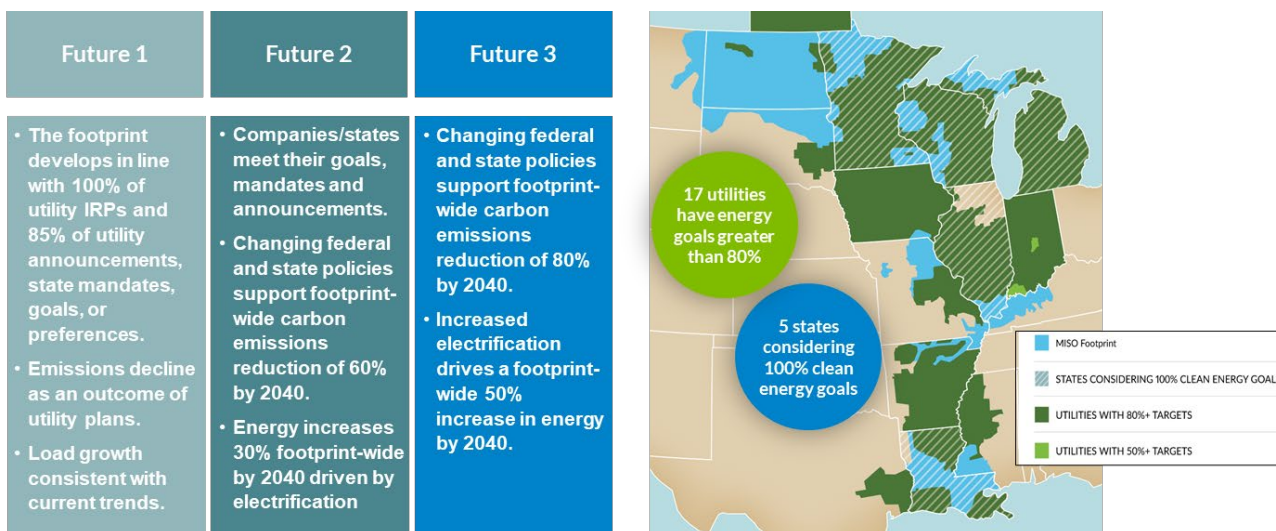 Future 1
• The footprint
develops in line
with 100% of
utility IRPs and
85% of utility
announcements,
state mandates,
goals, or
preferences.
• Emissions decline
as an outcome of
utility plans.
• Load growth
consistent with
current trends.
Future 2
• Companies/states
meet their goals,
mandates and
announcements.
• Changing federal
and state policies
support footprint-
wide carbon
emissions
reduction of 60%
by 2040.
• Energy increases
30% footprint-wide
by 2040 driven by
electrification
Future 3
• Changing federal
and state policies
support footprint-
wide carbon
emissions
reduction of 80%
by 2040.
• Increased
electrification
drives a footprint-
wide 50%
increase in energy
by 2040.
17 utilities
have energy
goals greater
than 80%
5 states
considering
100% clean
energy goals
MISO Footprint
STATES CONSIDERING 100% CLEAN ENERGY GOAL
UTILITIES WITH 80%+ TARGETS
UTILITIES WITH 50%+ TARGETS